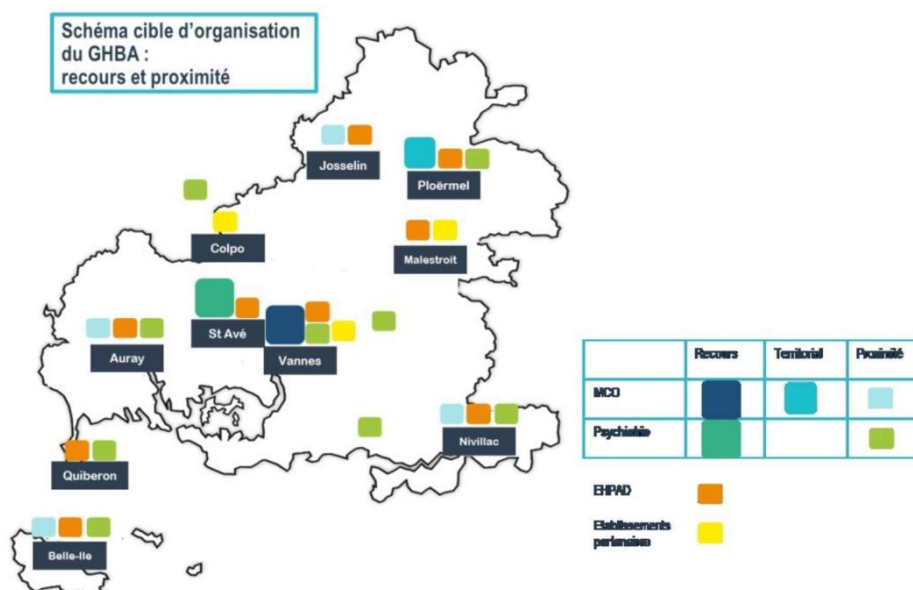 Schéma cible d'organisation
du GHBA :
recours et proximité
Josselin
Ploërmel
Colpo
Malestroit
St Avé
Vannes
Auray
Nivillac
Quiberon
Belle-Ile
Recours Territorial Proximité
MCO
Psychiatrie
EHPAD
Etablissements
partenaires